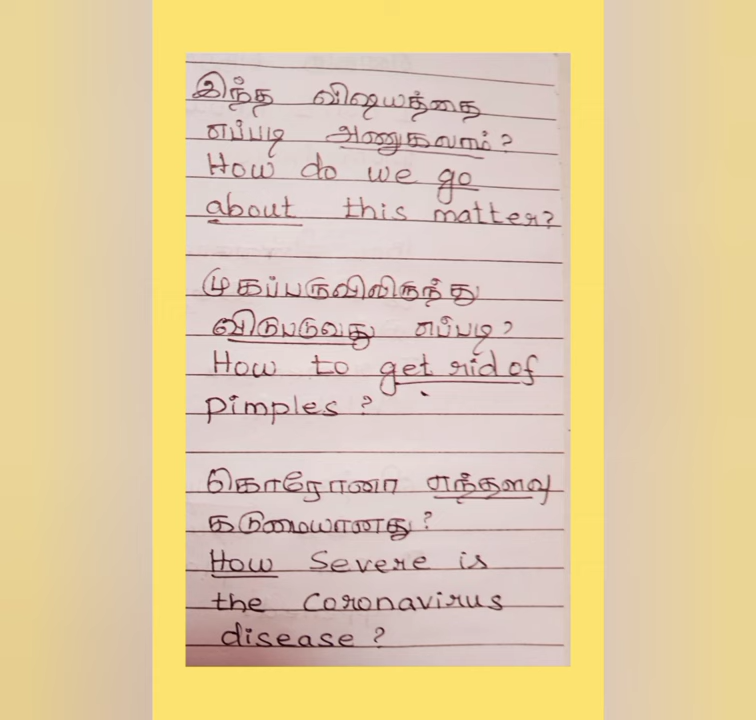 இந்த விஷயத்தை
எப்படி அணுகலாம்?
How do we go
about this matter?
முகப்பருவிலிருந்து
விடுபடுவது எப்படி?
How to get rid of
pimples?
கொரோனா எந்தளவு
கடுமையானது?
How Severe is
the Coronavirus
disease?